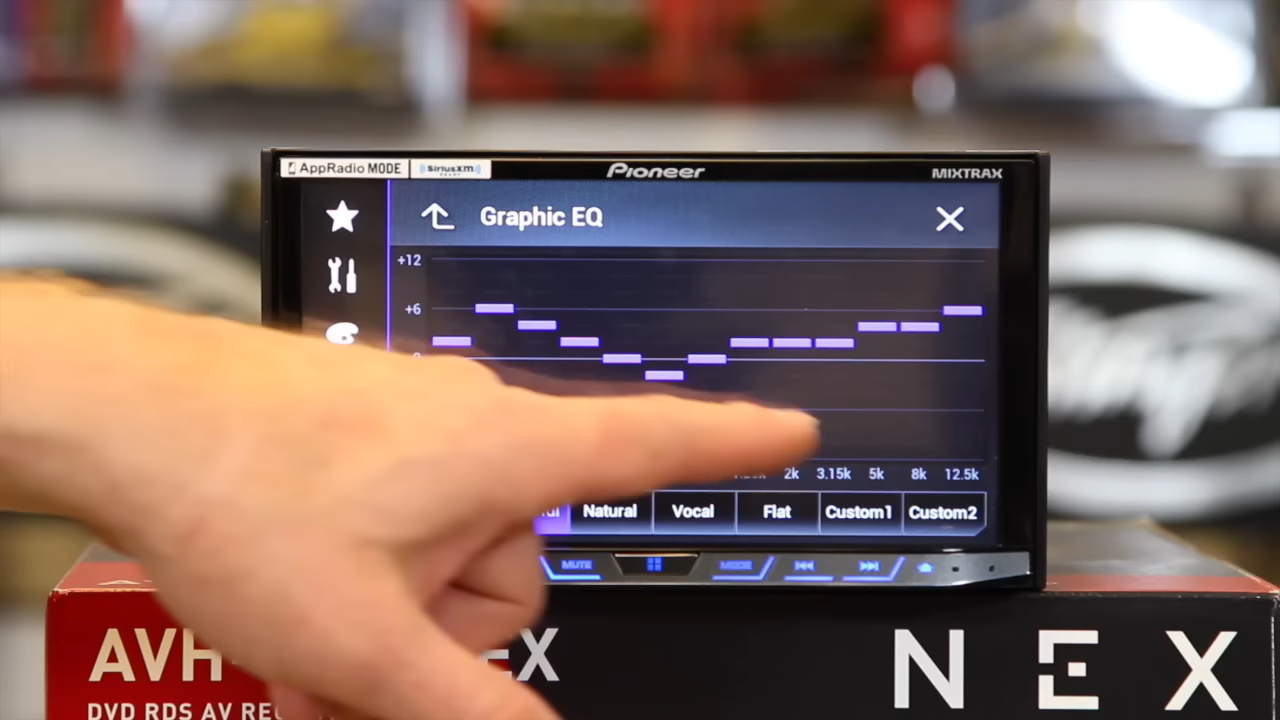 AppRadio MODE
SiriusXM
READY
Pioneer
MIXTRAX
Graphic EQ
+12
+6
2k 3.15k 5k 8k 12.5k
Natural Vocal Flat Custom1 Custom2
MUTE MODE
AVH
EX
NEX
DVD RDS AV